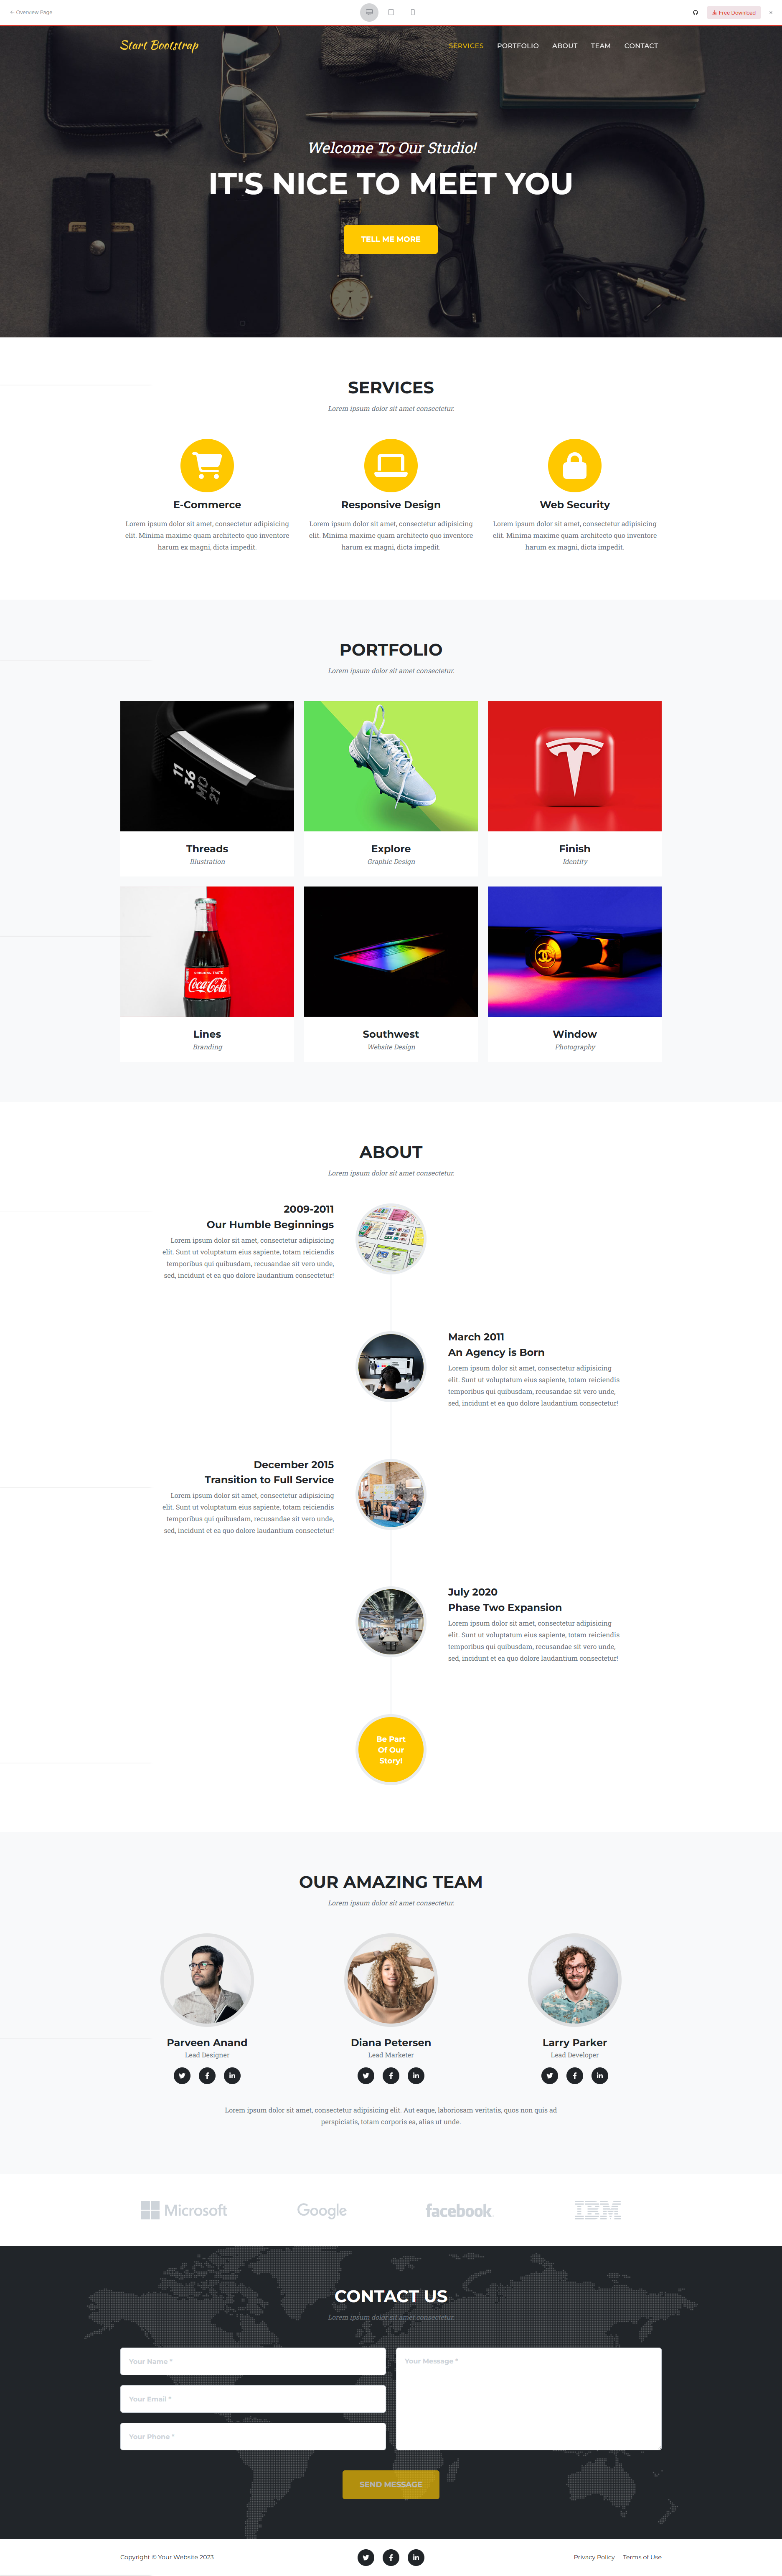 Overview Page
Free Download
Start Bootstrap
SERVICES
PORTFOLIO
ABOUT
TEAM
CONTACT
Welcome To Our Studio!
IT'S NICE TO MEET YOU
TELL ME MORE
SERVICES
Lorem ipsum dolor sit amet consectetur.
E-Commerce
Lorem ipsum dolor sit amet, consectetur adipisicing
elit. Minima maxime quam architecto quo inventore
harum ex magni, dicta impedit.
Responsive Design
Lorem ipsum dolor sit amet, consectetur adipisicing
elit. Minima maxime quam architecto quo inventore
harum ex magni, dicta impedit.
Web Security
Lorem ipsum dolor sit amet, consectetur adipisicing
elit. Minima maxime quam architecto quo inventore
harum ex magni, dicta impedit.
PORTFOLIO
Lorem ipsum dolor sit amet consectetur.
11
36
MO
21
Threads
Illustration
Explore
Graphic Design
Finish
Identity
ORIGINAL TASTE
Coca-Cola
Lines
Branding
Southwest
Website Design
Window
Photography
ABOUT
Lorem ipsum dolor sit amet consectetur.
2009-2011
Our Humble Beginnings
Lorem ipsum dolor sit amet, consectetur adipisicing
elit. Sunt ut voluptatum eius sapiente, totam reiciendis
temporibus qui quibusdam, recusandae sit vero unde,
sed, incidunt et ea quo dolore laudantium consectetur!
March 2011
An Agency is Born
Lorem ipsum dolor sit amet, consectetur adipisicing
elit. Sunt ut voluptatum eius sapiente, totam reiciendis
temporibus qui quibusdam, recusandae sit vero unde,
sed, incidunt et ea quo dolore laudantium consectetur!
December 2015
Transition to Full Service
Lorem ipsum dolor sit amet, consectetur adipisicing
elit. Sunt ut voluptatum eius sapiente, totam reiciendis
temporibus qui quibusdam, recusandae sit vero unde,
sed, incidunt et ea quo dolore laudantium consectetur!
July 2020
Phase Two Expansion
Lorem ipsum dolor sit amet, consectetur adipisicing
elit. Sunt ut voluptatum eius sapiente, totam reiciendis
temporibus qui quibusdam, recusandae sit vero unde,
sed, incidunt et ea quo dolore laudantium consectetur!
Be Part
Of Our
Story!
OUR AMAZING TEAM
Lorem ipsum dolor sit amet consectetur.
Parveen Anand
Lead Designer
Diana Petersen
Lead Marketer
Larry Parker
Lead Developer
Lorem ipsum dolor sit amet, consectetur adipisicing elit. Aut eaque, laboriosam veritatis, quos non quis ad
perspiciatis, totam corporis ea, alias ut unde.
Microsoft
Google
facebook
IBM
CONTACT US
Lorem ipsum dolor sit amet consectetur.
Your Name *
Your Email *
Your Phone *
Your Message *
SEND MESSAGE
Copyright © Your Website 2023
Privacy Policy
Terms of Use